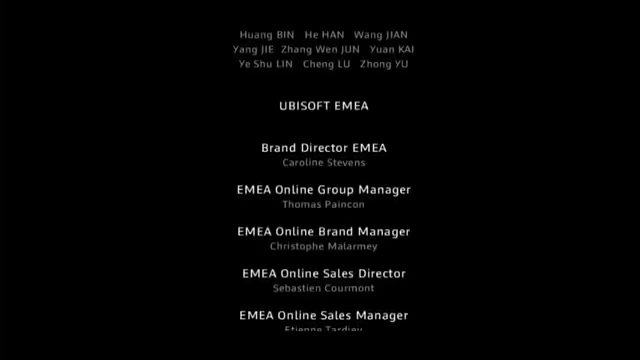 Huang BIN He HAN Wang JIAN
Yang JIE Zhang Wen JUN Yuan KAI
Ye Shu LIN Cheng LU Zhong YU
UBISOFT EMEA
Brand Director EMEA
Caroline Stevens
EMEA Online Group Manager
Thomas Paincon
EMEA Online Brand Manager
Christophe Malarmey
EMEA Online Sales Director
Sebastien Courmont
EMEA Online Sales Manager
Etienne Tardieu